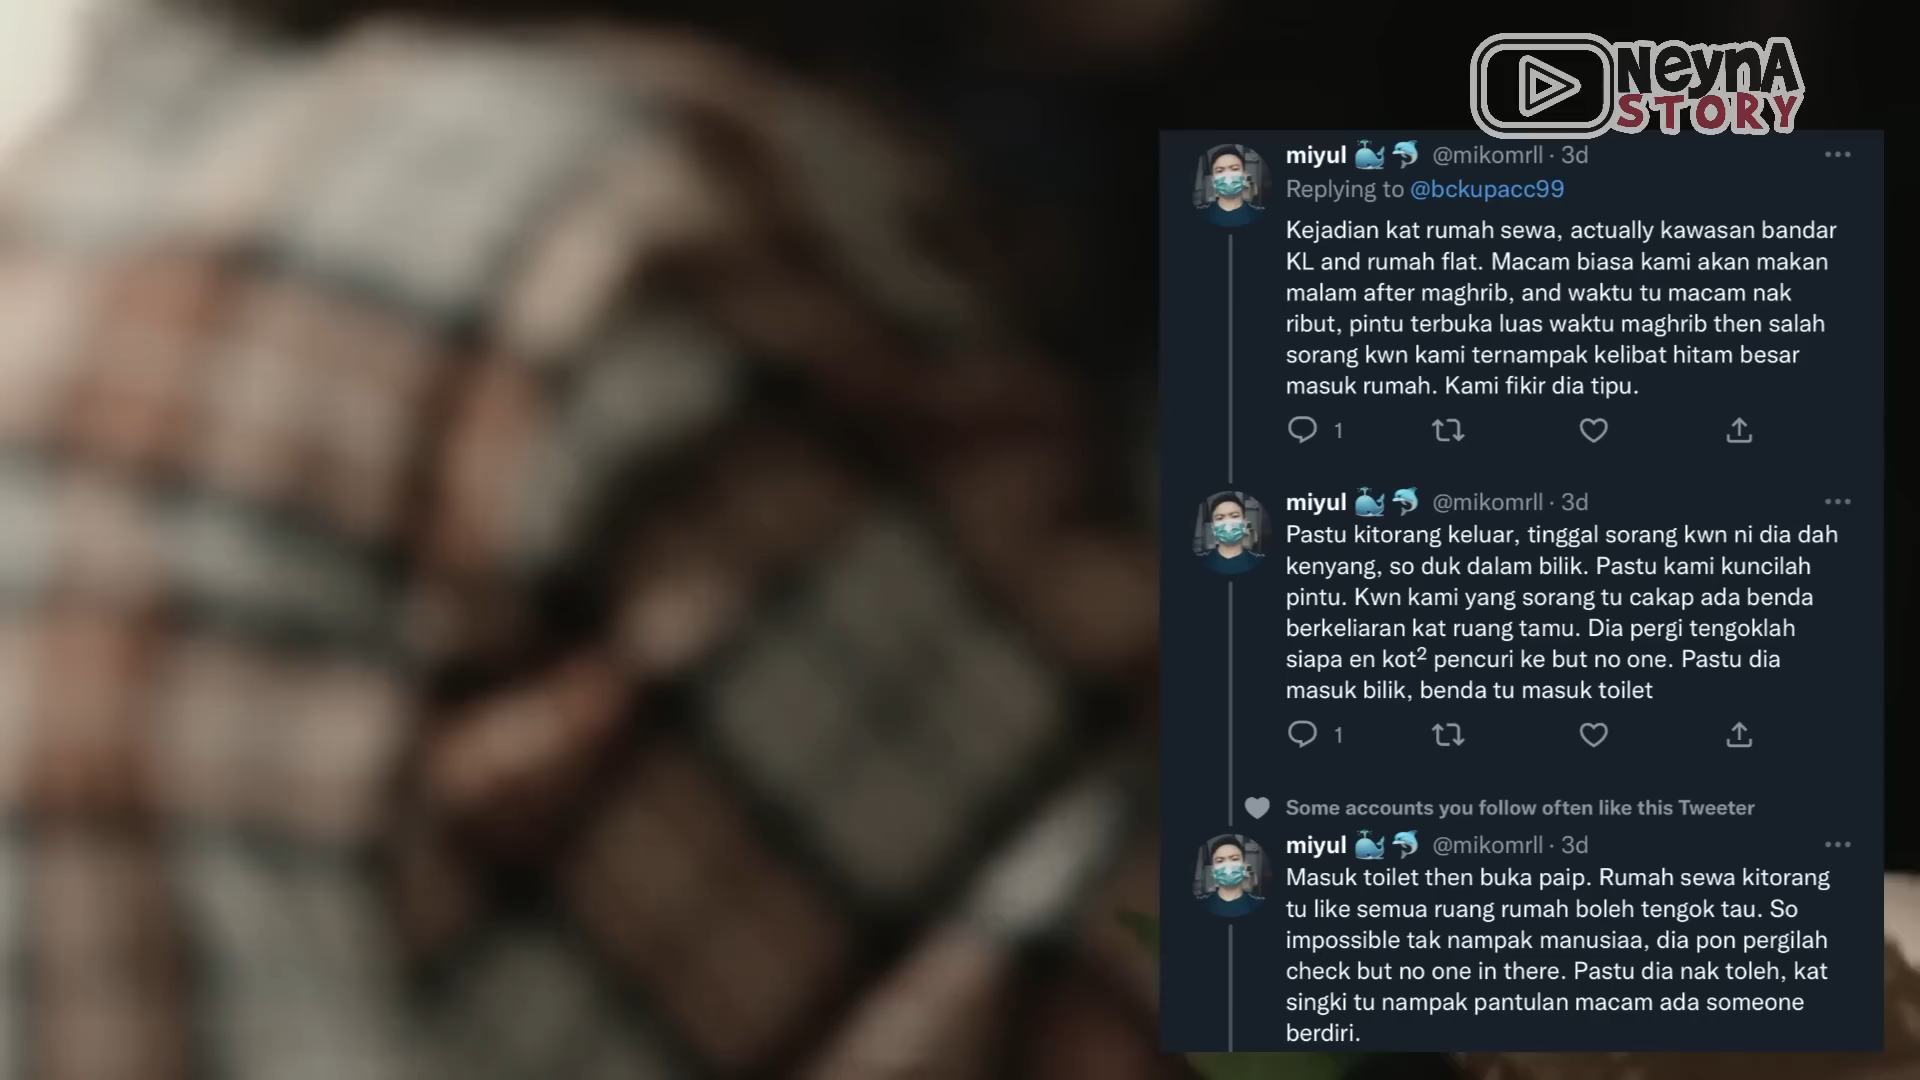 NeynA
STORY
miyul 🐳 🐬 @mikomrll · 3d
Replying to @bckupacc99
Kejadian kat rumah sewa, actually kawasan bandar
KL and rumah flat. Macam biasa kami akan makan
malam after maghrib, and waktu tu macam nak
ribut, pintu terbuka luas waktu maghrib then salah
sorang kwn kami ternampak kelibat hitam besar
masuk rumah. Kami fikir dia tipu.
1
miyul 🐳 🐬 @mikomrll · 3d
Pastu kitorang keluar, tinggal sorang kwn ni dia dah
kenyang, so duk dalam bilik. Pastu kami kuncilah
pintu. Kwn kami yang sorang tu cakap ada benda
berkeliaran kat ruang tamu. Dia pergi tengoklah
siapa en kot² pencuri ke but no one. Pastu dia
masuk bilik, benda tu masuk toilet
1
Some accounts you follow often like this Tweeter
miyul 🐳 🐬 @mikomrll · 3d
Masuk toilet then buka paip. Rumah sewa kitorang
tu like semua ruang rumah boleh tengok tau. So
impossible tak nampak manusiaa, dia pon pergilah
check but no one in there. Pastu dia nak toleh, kat
singki tu nampak pantulan macam ada someone
berdiri.